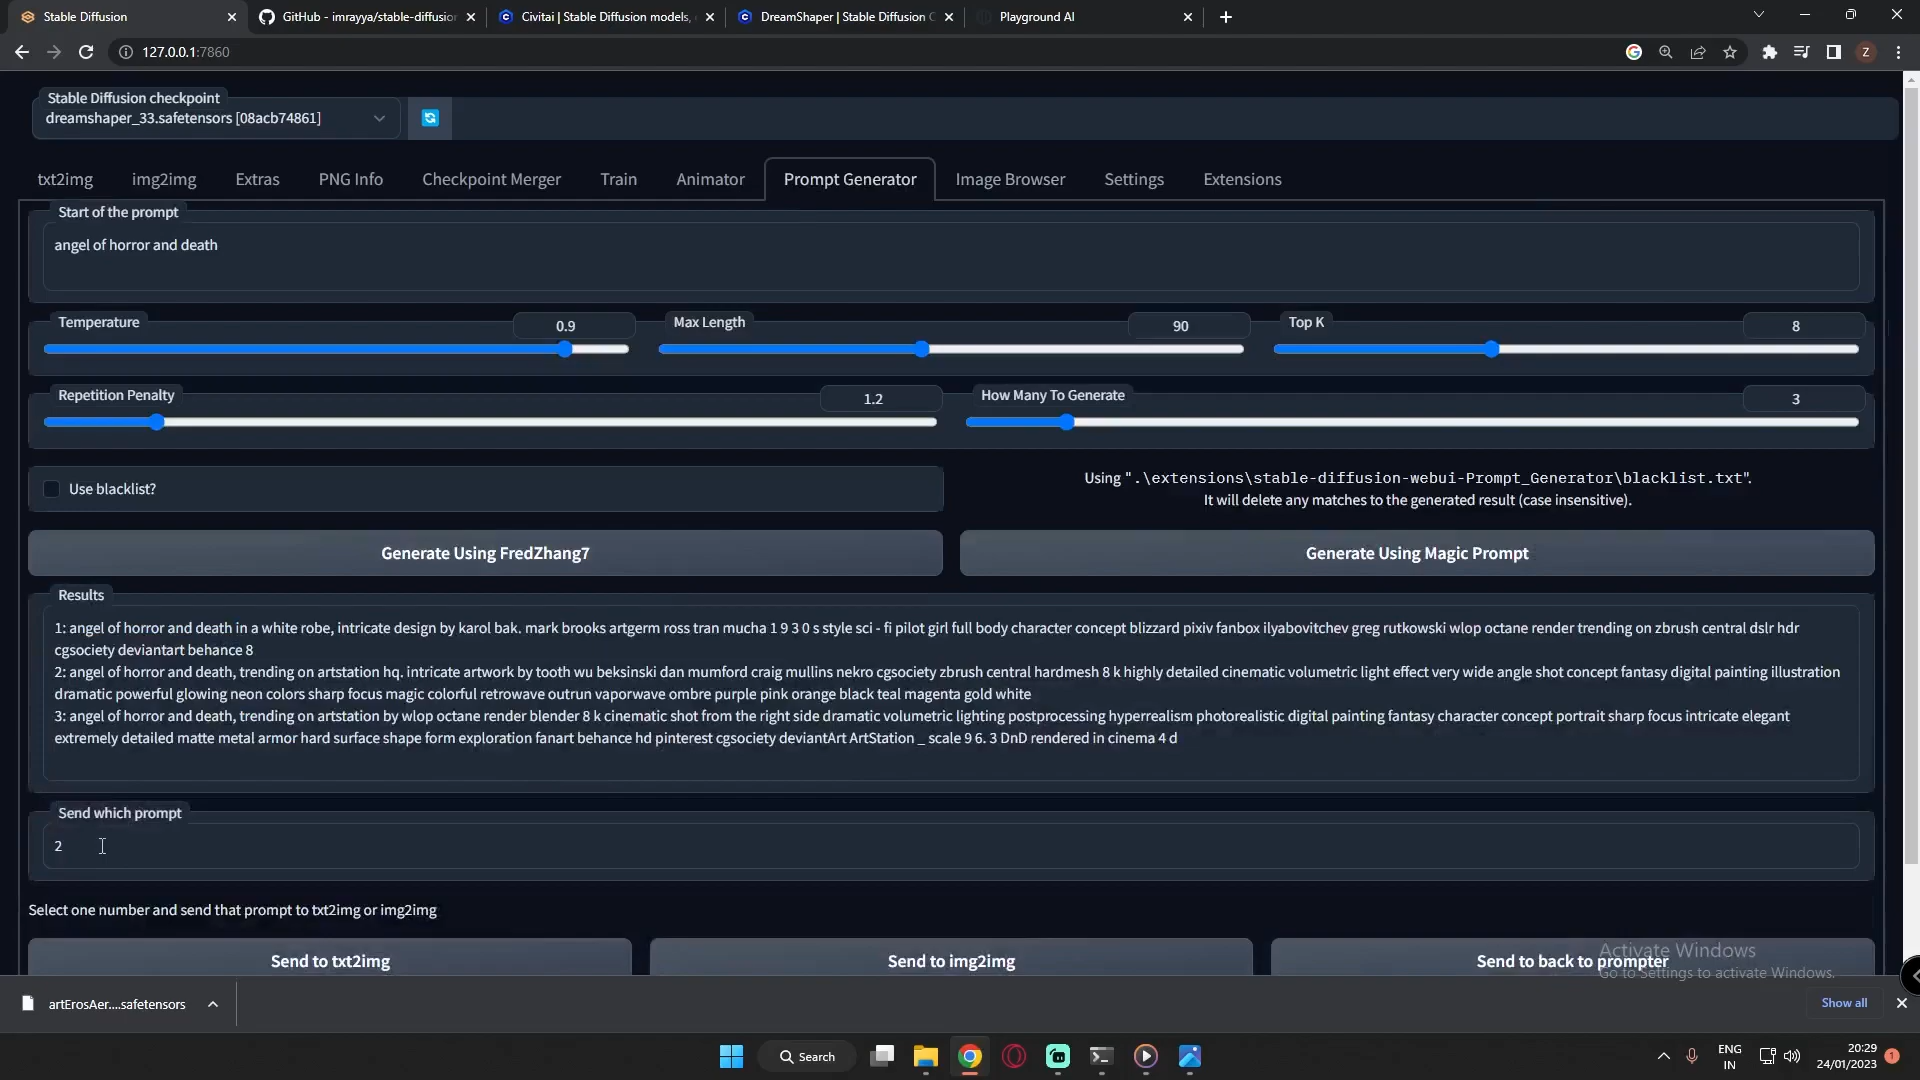 Stable Diffusion
GitHub - imrayya/stable-diffusion
Civitai | Stable Diffusion models,
DreamShaper | Stable Diffusion C
Playground AI
127.0.0.1:7860
Z
Stable Diffusion checkpoint
dreamshaper_33.safetensors [08acb74861]
txt2img img2img Extras PNG Info Checkpoint Merger Train Animator Prompt Generator Image Browser Settings Extensions
Start of the prompt
angel of horror and death
Temperature 0.9 Max Length 90 Top K 8
Repetition Penalty 1.2 How Many To Generate 3
Use blacklist?
Using ".\extensions\stable-diffusion-webui-Prompt_Generator\blacklist.txt".
It will delete any matches to the generated result (case insensitive).
Generate Using FredZhang7 Generate Using Magic Prompt
Results
1: angel of horror and death in a white robe, intricate design by karol bak. mark brooks artgerm ross tran mucha 1 9 3 0 s style sci - fi pilot girl full body character concept blizzard pixiv fanbox ilyabovitchev greg rutkowski wlop octane render trending on zbrush central dslr hdr
cgsociety deviantart behance 8
2: angel of horror and death, trending on artstation hq. intricate artwork by tooth wu beksinski dan mumford craig mullins nekro cgsociety zbrush central hardmesh 8 k highly detailed cinematic volumetric light effect very wide angle shot concept fantasy digital painting illustration
dramatic powerful glowing neon colors sharp focus magic colorful retrowave outrun vaporwave ombre purple pink orange black teal magenta gold white
3: angel of horror and death, trending on artstation by wlop octane render blender 8 k cinematic shot from the right side dramatic volumetric lighting postprocessing hyperrealism photorealistic digital painting fantasy character concept portrait sharp focus intricate elegant
extremely detailed matte metal armor hard surface shape form exploration fanart behance hd pinterest cgsociety deviantArt ArtStation _ scale 9 6. 3 DnD rendered in cinema 4 d
Send which prompt
2
Select one number and send that prompt to txt2img or img2img
Send to txt2img Send to img2img Send to back to prompter
Activate Windows
Go to Settings to activate Windows.
artErosAer....safetensors
Show all
Search
ENG
IN
20:29
24/01/2023
1